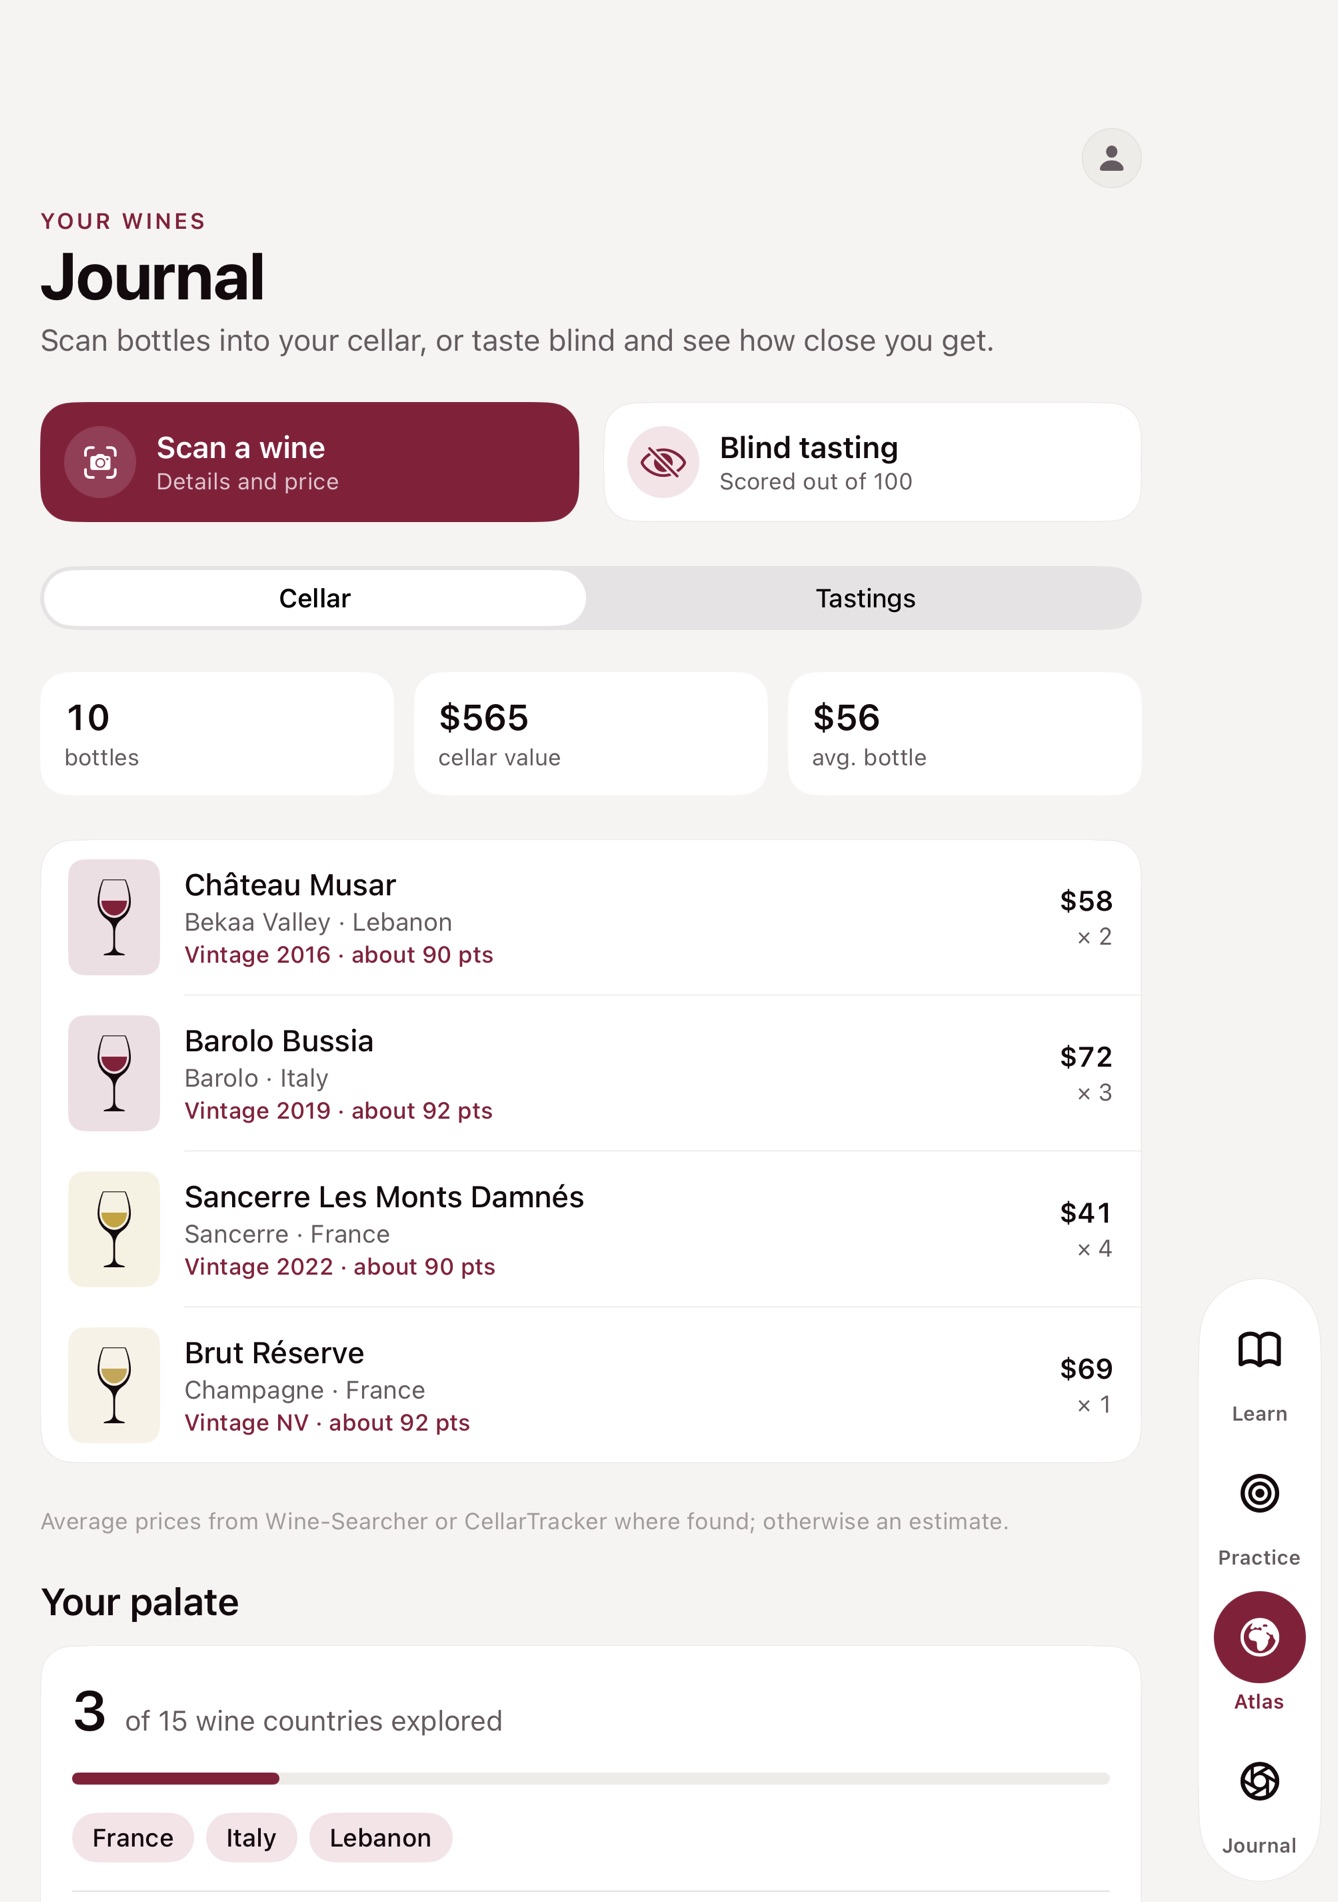 YOUR WINES
Journal
Scan bottles into your cellar, or taste blind and see how close you get.
Scan a wine
Details and price
Blind tasting
Scored out of 100
Cellar
Tastings
10
bottles
$565
cellar value
$56
avg. bottle
Château Musar
Bekaa Valley · Lebanon
Vintage 2016 · about 90 pts
$58
× 2
Barolo Bussia
Barolo · Italy
Vintage 2019 · about 92 pts
$72
× 3
Sancerre Les Monts Damnés
Sancerre · France
Vintage 2022 · about 90 pts
$41
× 4
Brut Réserve
Champagne · France
Vintage NV · about 92 pts
$69
× 1
Average prices from Wine-Searcher or CellarTracker where found; otherwise an estimate.
Your palate
3 of 15 wine countries explored
France
Italy
Lebanon
Learn
Practice
Atlas
Journal